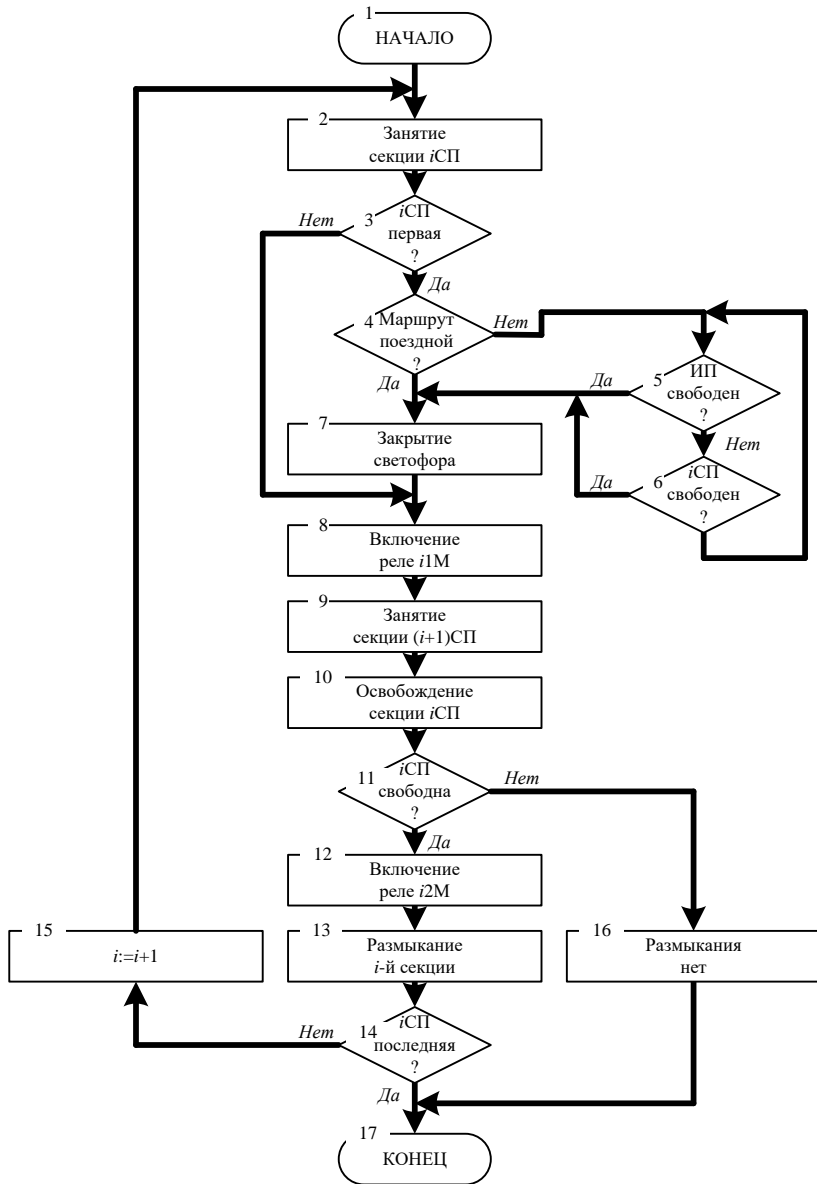 1
НАЧАЛО
2
Занятие
секции iСП
3
iСП
первая
?
Нет
Да
4
Маршрут
поездной
?
Нет
Да
5
ИП
свободен
?
Да
Нет
6
iСП
свободен
?
Да
7
Закрытие
светофора
8
Включение
реле i1М
9
Занятие
секции (i+1)СП
10
Освобождение
секции iСП
11
iСП
свободна
?
Нет
Да
12
Включение
реле i2М
13
Размыкание
i-й секции
15
i:=i+1
16
Размыкания
нет
14
iСП
последняя
?
Нет
Да
17
КОНЕЦ